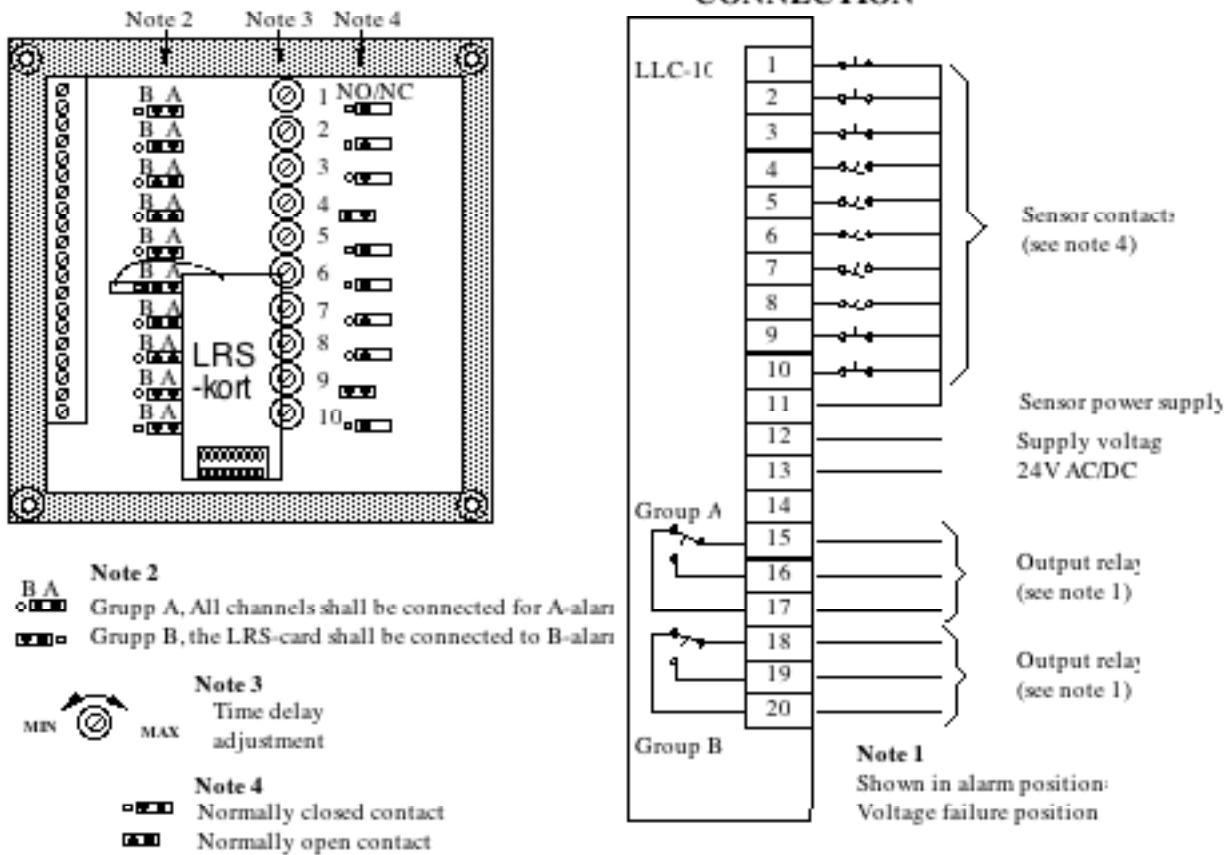 Note 2 Note 3 Note 4
B A 1 NO/NC
B A 2
B A 3
B A 4
B A 5
B A 6
B A 7
B A 8
B A 9
B A 10
LRS
-kort
Note 2
B A
Grupp A, All channels shall be connected for A-alarm
Grupp B, the LRS-card shall be connected to B-alarm
Note 3
Time delay
adjustment
MIN MAX
Note 4
Normally closed contact
Normally open contact
CONNECTION
LLC-10
1
2
3
4
5
6
7
8
9
10
11
12
13
14
15
16
17
18
19
20
Sensor contacts
(see note 4)
Sensor power supply
Supply voltag
24V AC/DC
Group A
Output relay
(see note 1)
Output relay
(see note 1)
Group B
Note 1
Shown in alarm position:
Voltage failure position